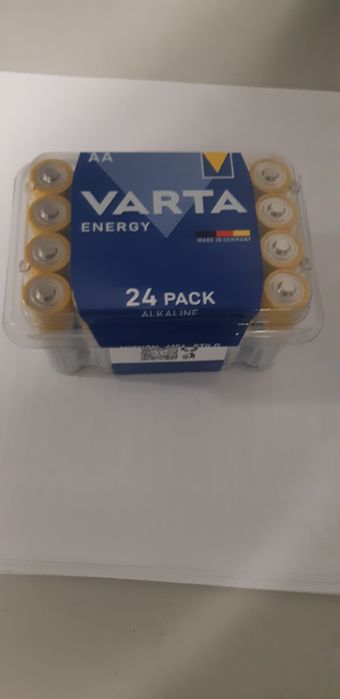 AA
VARTA
ENERGY
MADE IN GERMANY
24 PACK
ALKALINE